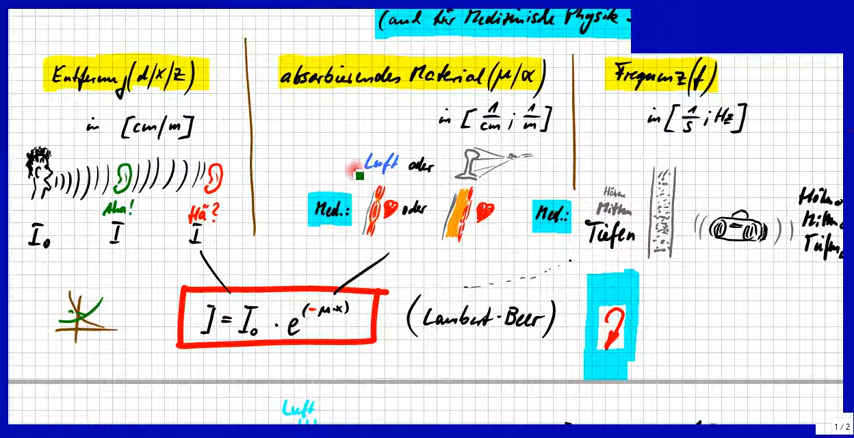 (auch für Medizinische Physik -
Entfernung (d/x/z)
in [cm/m]
Aha!
Hä?
I₀
I
I
absorbierendes Material (μ/α)
in [1/cm ; 1/m]
Luft oder
Med.:
oder
Frequenz (f)
in [1/s ; Hz]
Med.:
Höhen
Mitten
Tiefen
Höhen
Mitten
Tiefen
I = I₀ · e^(-μ·x)
(Lambert-Beer)
Luft
1/2